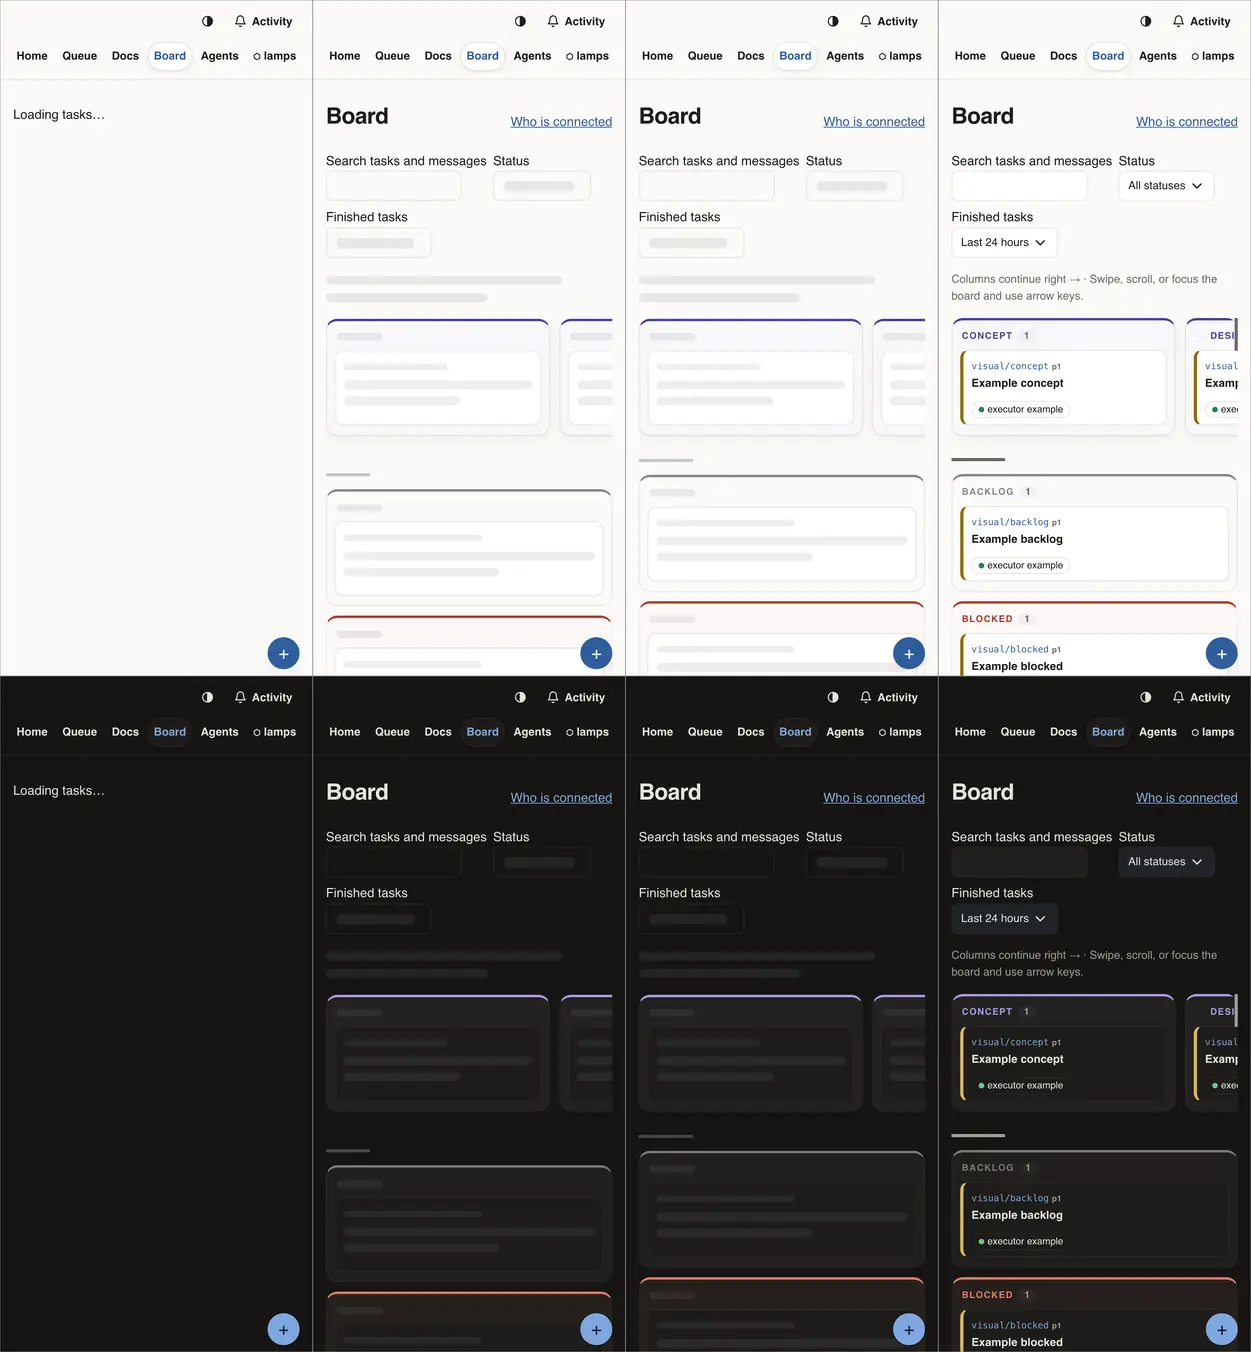 Activity
Home Queue Docs Board Agents lamps
Loading tasks...
+
Activity
Home Queue Docs Board Agents lamps
Board
Who is connected
Search tasks and messages Status
Finished tasks
+
Activity
Home Queue Docs Board Agents lamps
Board
Who is connected
Search tasks and messages Status
Finished tasks
+
Activity
Home Queue Docs Board Agents lamps
Board
Who is connected
Search tasks and messages Status
All statuses
Finished tasks
Last 24 hours
Columns continue right → · Swipe, scroll, or focus the
board and use arrow keys.
CONCEPT 1
visual/concept p1
Example concept
executor example
DESI
visual
Examp
exec
BACKLOG 1
visual/backlog p1
Example backlog
executor example
BLOCKED 1
visual/blocked p1
Example blocked
+
Activity
Home Queue Docs Board Agents lamps
Loading tasks...
+
Activity
Home Queue Docs Board Agents lamps
Board
Who is connected
Search tasks and messages Status
Finished tasks
+
Activity
Home Queue Docs Board Agents lamps
Board
Who is connected
Search tasks and messages Status
Finished tasks
+
Activity
Home Queue Docs Board Agents lamps
Board
Who is connected
Search tasks and messages Status
All statuses
Finished tasks
Last 24 hours
Columns continue right → · Swipe, scroll, or focus the
board and use arrow keys.
CONCEPT 1
visual/concept p1
Example concept
executor example
DESI
visual
Examp
exec
BACKLOG 1
visual/backlog p1
Example backlog
executor example
BLOCKED 1
visual/blocked p1
Example blocked
+